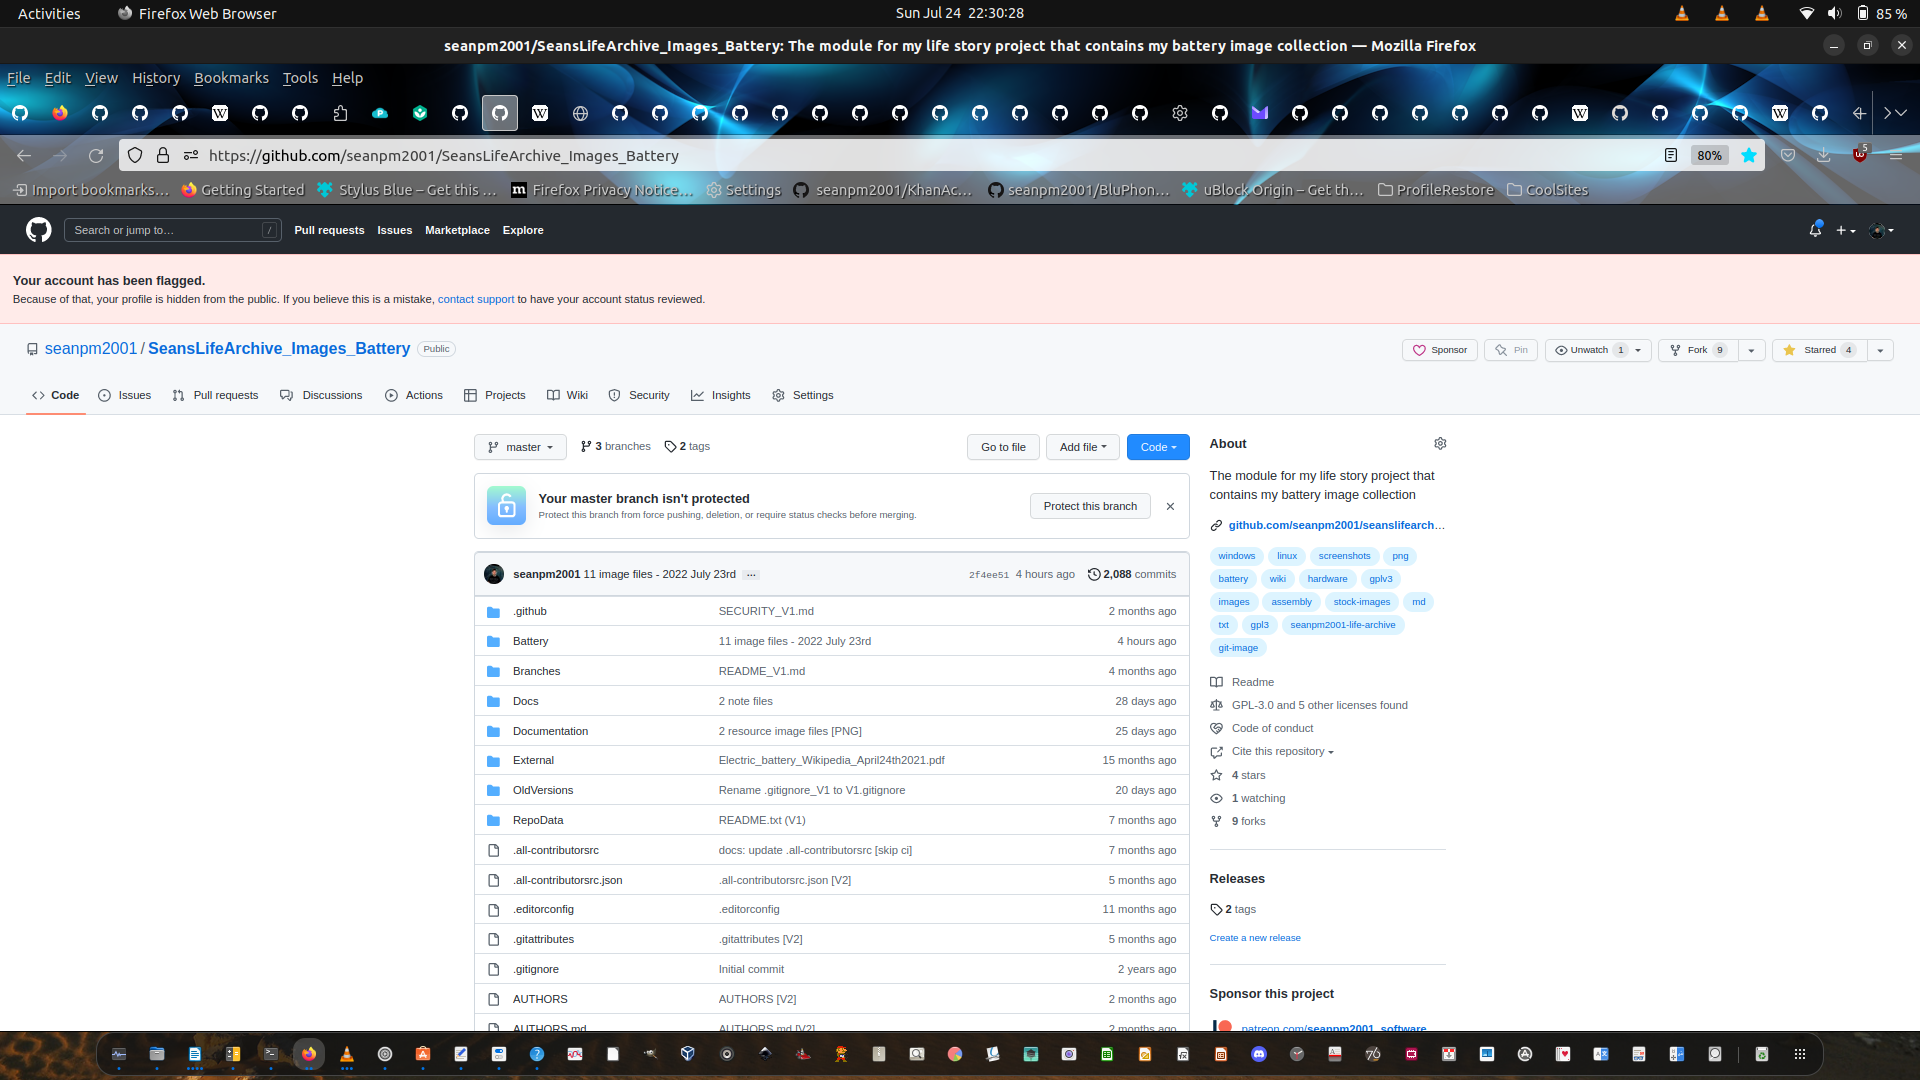 Activities
Firefox Web Browser
Sun Jul 24 22:30:28
85 %
seanpm2001/SeansLifeArchive_Images_Battery: The module for my life story project that contains my battery image collection — Mozilla Firefox
File Edit View History Bookmarks Tools Help
https://github.com/seanpm2001/SeansLifeArchive_Images_Battery
80%
5
Import bookmarks…
Getting Started
Stylus Blue – Get this …
Firefox Privacy Notice…
Settings
seanpm2001/KhanAc…
seanpm2001/BluPhon…
uBlock Origin – Get th…
ProfileRestore
CoolSites
Search or jump to…
/
Pull requests Issues Marketplace Explore
Your account has been flagged.
Because of that, your profile is hidden from the public. If you believe this is a mistake, contact support to have your account status reviewed.
seanpm2001 / SeansLifeArchive_Images_Battery Public
Sponsor
Pin
Unwatch 1
Fork 9
Starred 4
Code
Issues
Pull requests
Discussions
Actions
Projects
Wiki
Security
Insights
Settings
master
3 branches
2 tags
Go to file
Add file
Code
Your master branch isn't protected
Protect this branch from force pushing, deletion, or require status checks before merging.
Protect this branch
seanpm2001 11 image files - 2022 July 23rd …
2f4ee51 4 hours ago
2,088 commits
.github SECURITY_V1.md 2 months ago
Battery 11 image files - 2022 July 23rd 4 hours ago
Branches README_V1.md 4 months ago
Docs 2 note files 28 days ago
Documentation 2 resource image files [PNG] 25 days ago
External Electric_battery_Wikipedia_April24th2021.pdf 15 months ago
OldVersions Rename .gitignore_V1 to V1.gitignore 20 days ago
RepoData README.txt (V1) 7 months ago
.all-contributorsrc docs: update .all-contributorsrc [skip ci] 7 months ago
.all-contributorsrc.json .all-contributorsrc.json [V2] 5 months ago
.editorconfig .editorconfig 11 months ago
.gitattributes .gitattributes [V2] 5 months ago
.gitignore Initial commit 2 years ago
AUTHORS AUTHORS [V2] 2 months ago
AUTHORS.md AUTHORS.md [V2] 2 months ago
About
The module for my life story project that
contains my battery image collection
github.com/seanpm2001/seanslifearch…
windows linux screenshots png
battery wiki hardware gplv3
images assembly stock-images md
txt gpl3 seanpm2001-life-archive
git-image
Readme
GPL-3.0 and 5 other licenses found
Code of conduct
Cite this repository
4 stars
1 watching
9 forks
Releases
2 tags
Create a new release
Sponsor this project
patreon.com/seanpm2001_software